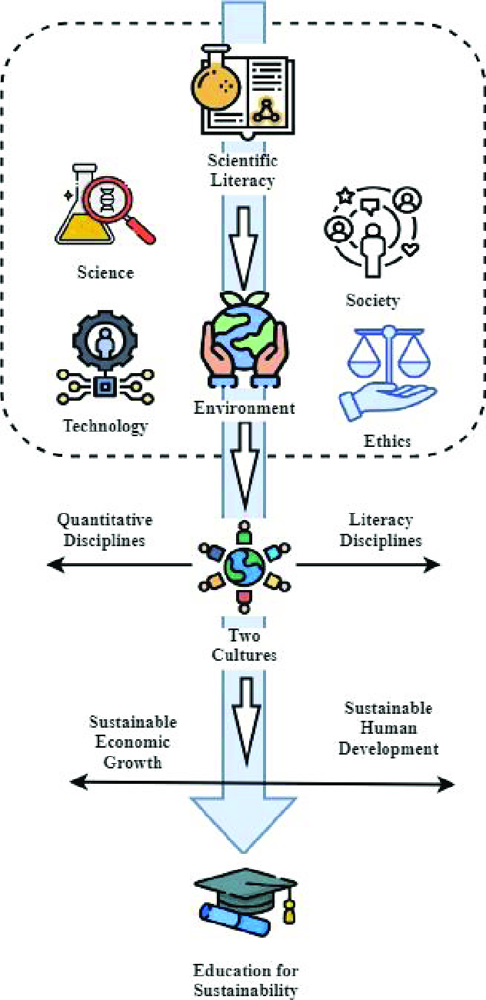 Scientific
Literacy
Science
Society
Technology
Environment
Ethics
Quantitative
Disciplines
Literacy
Disciplines
Two
Cultures
Sustainable
Economic
Growth
Sustainable
Human
Development
Education for
Sustainability